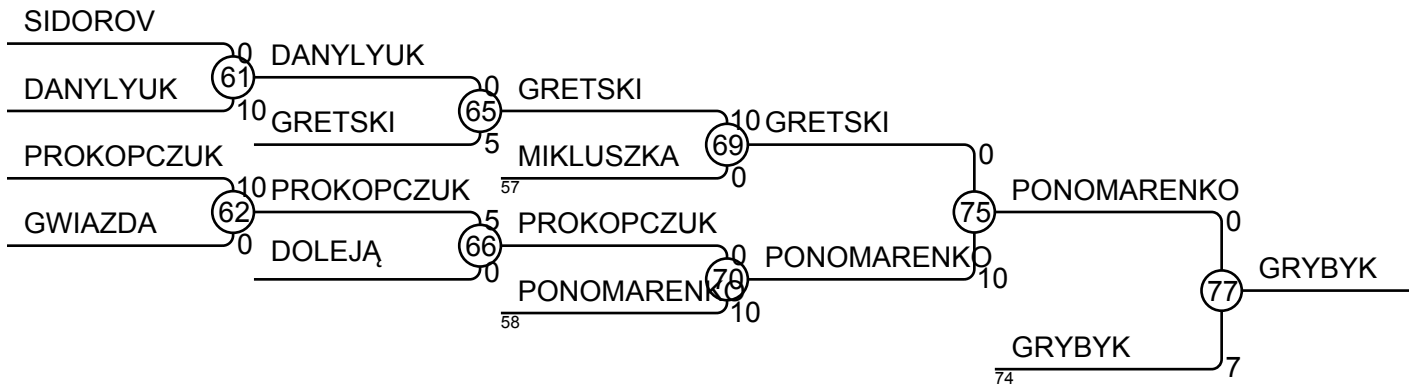 SIDOROV
0
61
DANYLYUK
DANYLYUK
10
0
65
GRETSKI
GRETSKI
5
10
69
GRETSKI
PROKOPCZUK
MIKLUSZKA
57
0
0
10
62
PROKOPCZUK
75
PONOMARENKO
GWIAZDA
0
5
66
PROKOPCZUK
0
DOLEJĄ
0
0
70
PONOMARENKO
10
PONOMARENKO
58
10
77
GRYBYK
GRYBYK
74
7